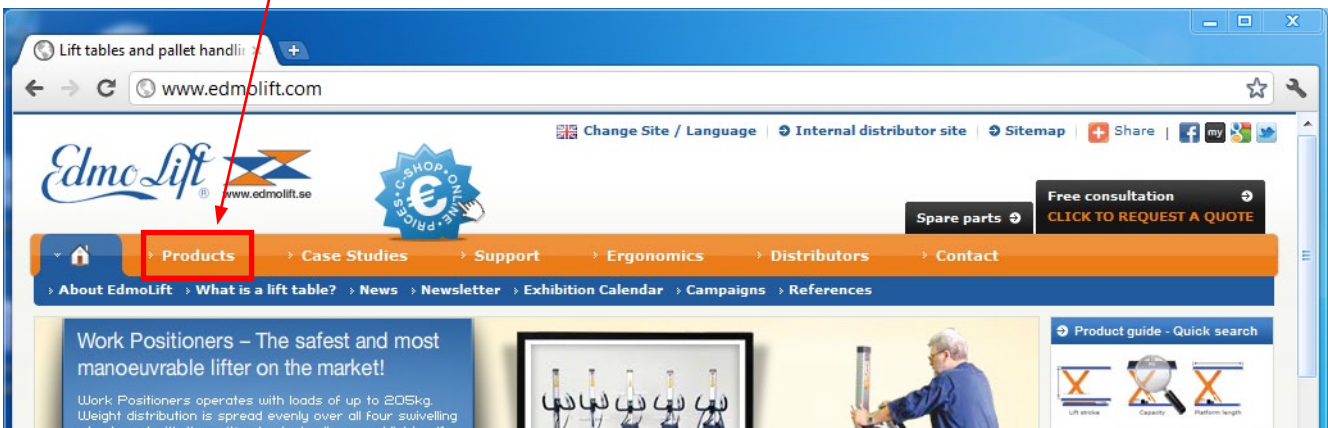 Lift tables and pallet handlin
www.edmolift.com
Change Site / Language | Internal distributor site | Sitemap | Share |
my
Edmo Lift ®
www.edmolift.se
C-SHOP • ONLINE • PRICES •
€
Free consultation
CLICK TO REQUEST A QUOTE
Spare parts
Products Case Studies Support Ergonomics Distributors Contact
About EdmoLift What is a lift table? News Newsletter Exhibition Calendar Campaigns References
Work Positioners – The safest and most
manoeuvrable lifter on the market!
Work Positioners operates with loads of up to 205kg.
Weight distribution is spread evenly over all four swivelling
Product guide - Quick search
Lift stroke Capacity Platform length